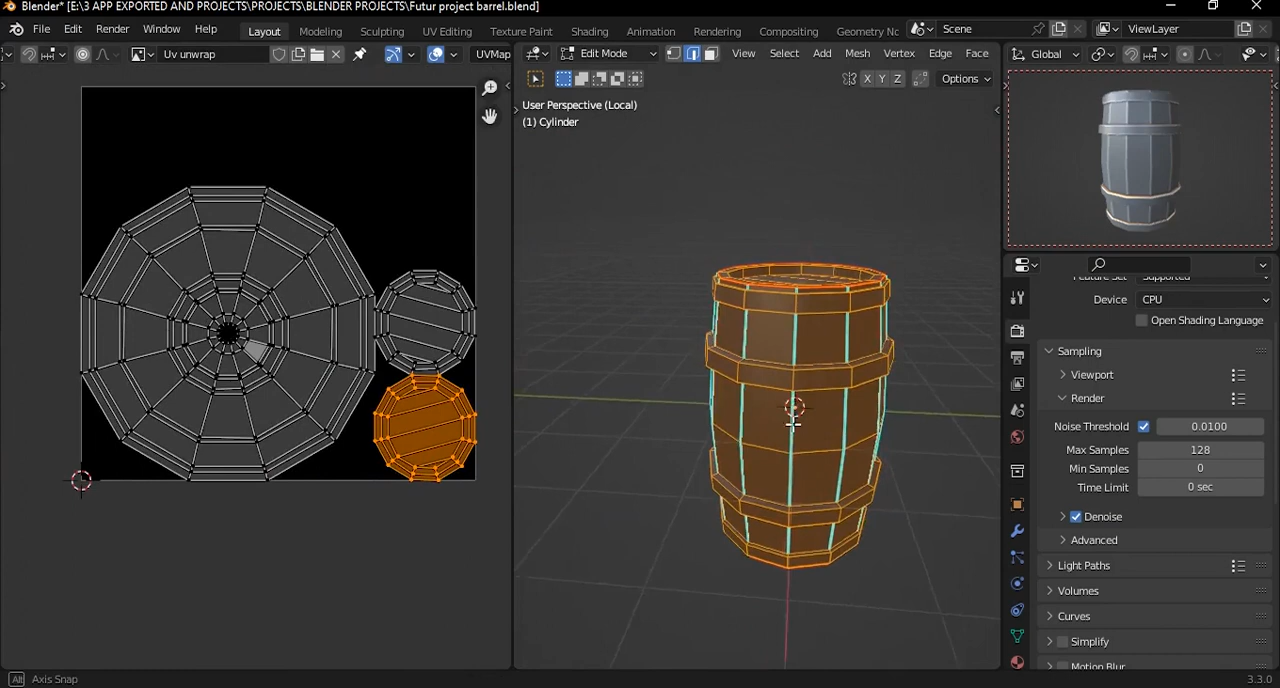 Blender* [E:\3 APP EXPORTED AND PROJECTS\PROJECTS\BLENDER PROJECTS\Futur project barrel.blend]
File Edit Render Window Help Layout Modeling Sculpting UV Editing Texture Paint Shading Animation Rendering Compositing Geometry Nc Scene ViewLayer
Uv unwrap UVMap Edit Mode View Select Add Mesh Vertex Edge Face Global
X Y Z Options
User Perspective (Local)
(1) Cylinder
Feature Set Supported
Device CPU
Open Shading Language
Sampling
Viewport
Render
Noise Threshold 0.0100
Max Samples 128
Min Samples 0
Time Limit 0 sec
Denoise
Advanced
Light Paths
Volumes
Curves
Simplify
Motion Blur
Alt Axis Snap 3.3.0